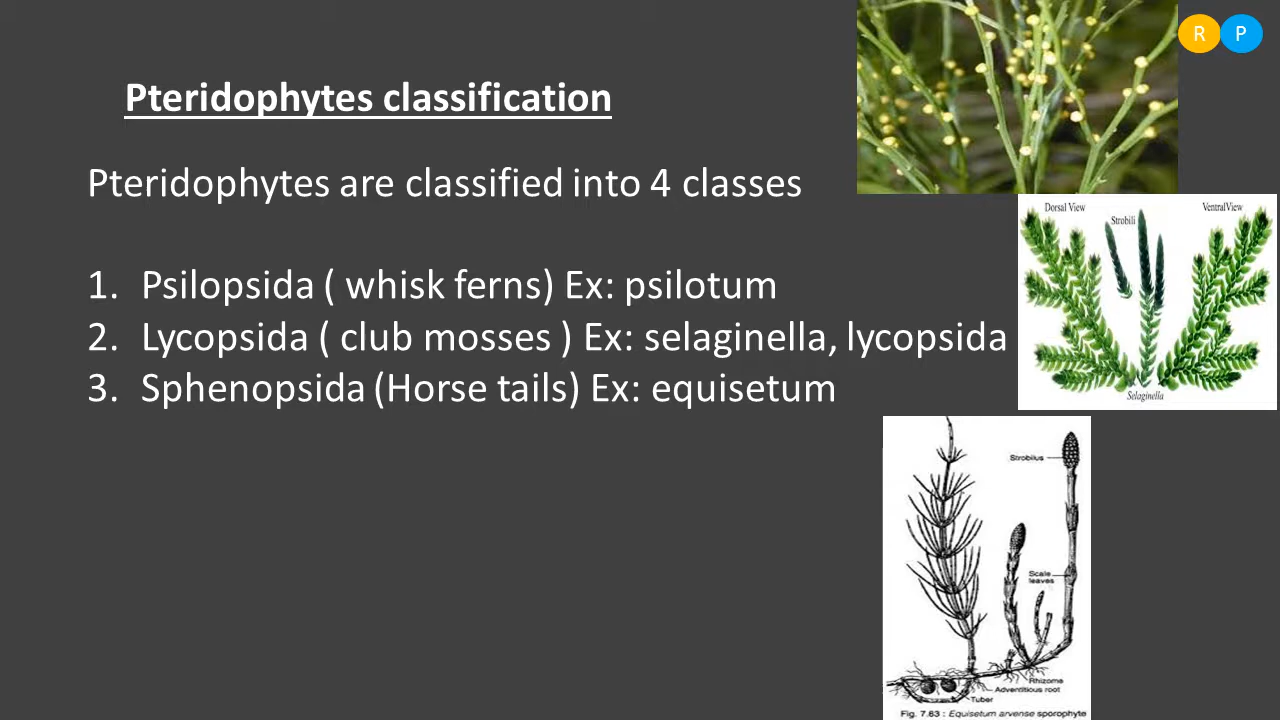 R P
Pteridophytes classification
Pteridophytes are classified into 4 classes
1. Psilopsida ( whisk ferns) Ex: psilotum
2. Lycopsida ( club mosses ) Ex: selaginella, lycopsida
3. Sphenopsida (Horse tails) Ex: equisetum
Dorsal View
Strobili
VentralView
Selaginella
Strobilus
Scale
leaves
Rhizome
Adventitious root
Tuber
Fig. 7.63 : Equisetum arvense sporophyte